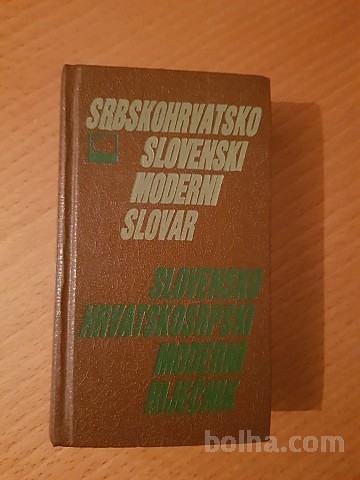 SRBSKOHRVATSKO
SLOVENSKI
MODERNI
SLOVAR
SLOVENSKO
HRVATSKOSRPSKI
MODERNI
RJEČNIK
bolha.com